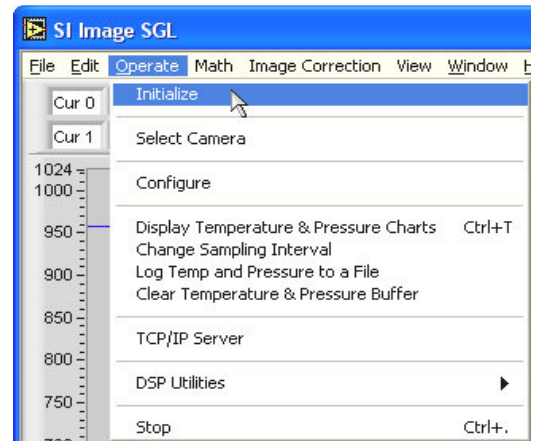 SI Image SGL
File Edit Operate Math Image Correction View Window
Cur 0
Cur 1
Initialize
Select Camera
Configure
Display Temperature & Pressure Charts Ctrl+T
Change Sampling Interval
Log Temp and Pressure to a File
Clear Temperature & Pressure Buffer
TCP/IP Server
DSP Utilities
Stop Ctrl+.
1024
1000
950
900
850
800
750